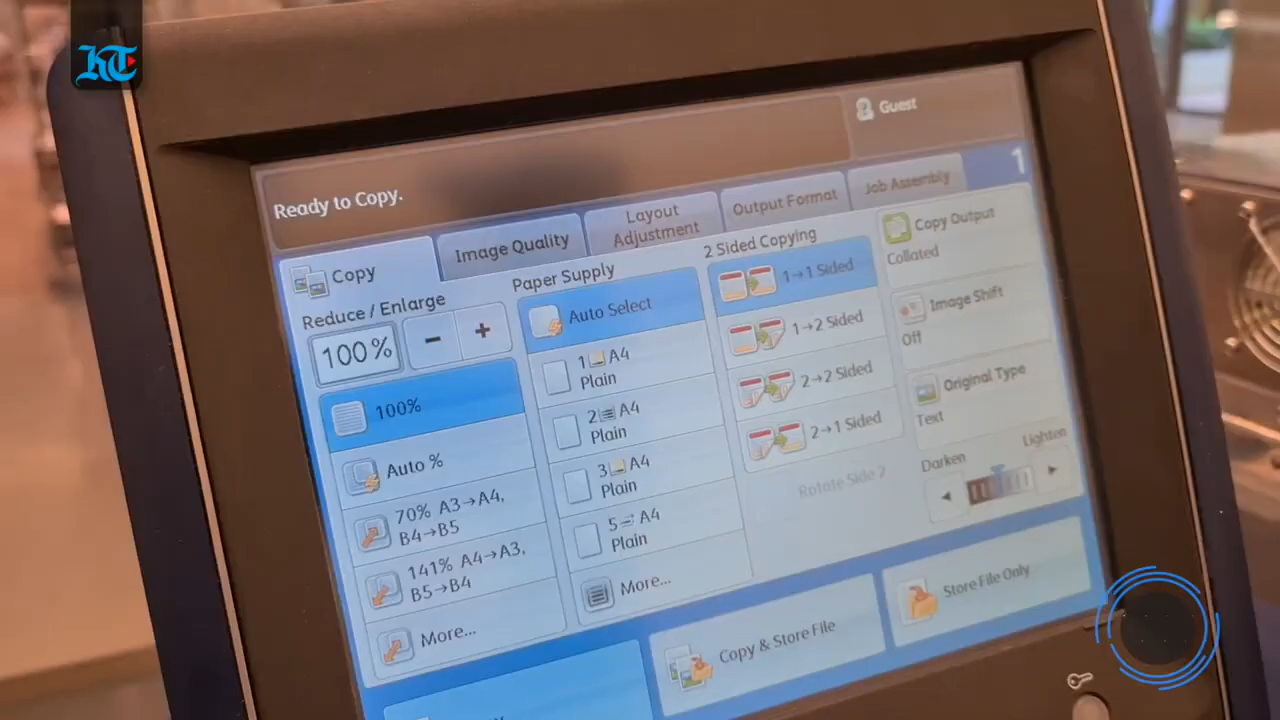 KT
Guest
Ready to Copy.
1
Copy
Image Quality
Layout
Adjustment
Output Format
Job Assembly
Reduce / Enlarge
100%
-
+
100%
Auto %
70% A3→A4,
B4→B5
141% A4→A3,
B5→B4
More...
Paper Supply
Auto Select
1 A4
Plain
2 A4
Plain
3 A4
Plain
5 A4
Plain
More...
2 Sided Copying
1→1 Sided
1→2 Sided
2→2 Sided
2→1 Sided
Rotate Side 2
Copy Output
Collated
Image Shift
Off
Original Type
Text
Lighten
Darken
Copy & Store File
Store File Only